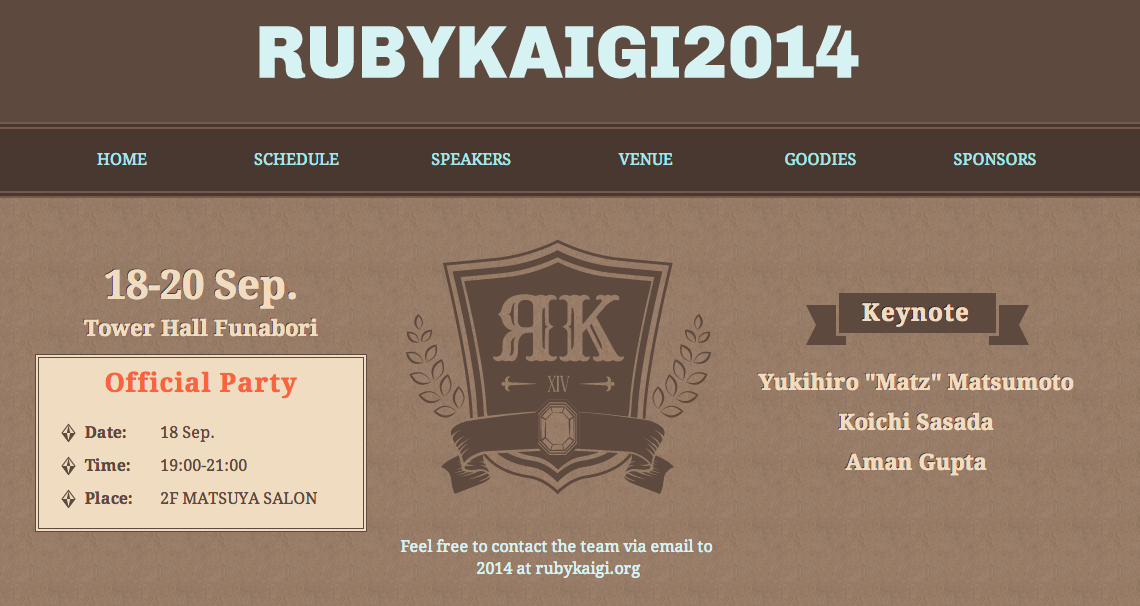 RUBYKAIGI2014
HOME SCHEDULE SPEAKERS VENUE GOODIES SPONSORS
18-20 Sep.
Tower Hall Funabori
Official Party
Date: 18 Sep.
Time: 19:00-21:00
Place: 2F MATSUYA SALON
ЯK
XIV
Feel free to contact the team via email to
2014 at rubykaigi.org
Keynote
Yukihiro "Matz" Matsumoto
Koichi Sasada
Aman Gupta